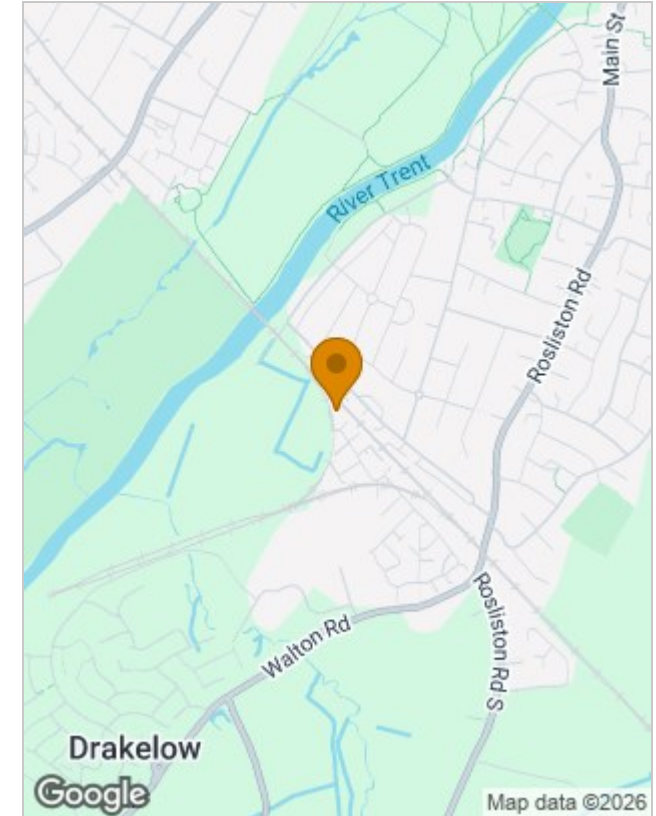 Main St
River Trent
Rosliston Rd
Walton Rd
Rosliston Rd S
Drakelow
Google
Map data ©2026